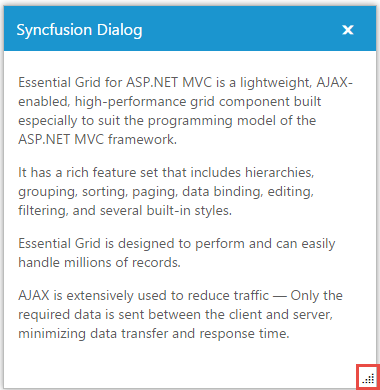 Syncfusion Dialog
Essential Grid for ASP.NET MVC is a lightweight, AJAX-
enabled, high-performance grid component built
especially to suit the programming model of the
ASP.NET MVC framework.
It has a rich feature set that includes hierarchies,
grouping, sorting, paging, data binding, editing,
filtering, and several built-in styles.
Essential Grid is designed to perform and can easily
handle millions of records.
AJAX is extensively used to reduce traffic — Only the
required data is sent between the client and server,
minimizing data transfer and response time.